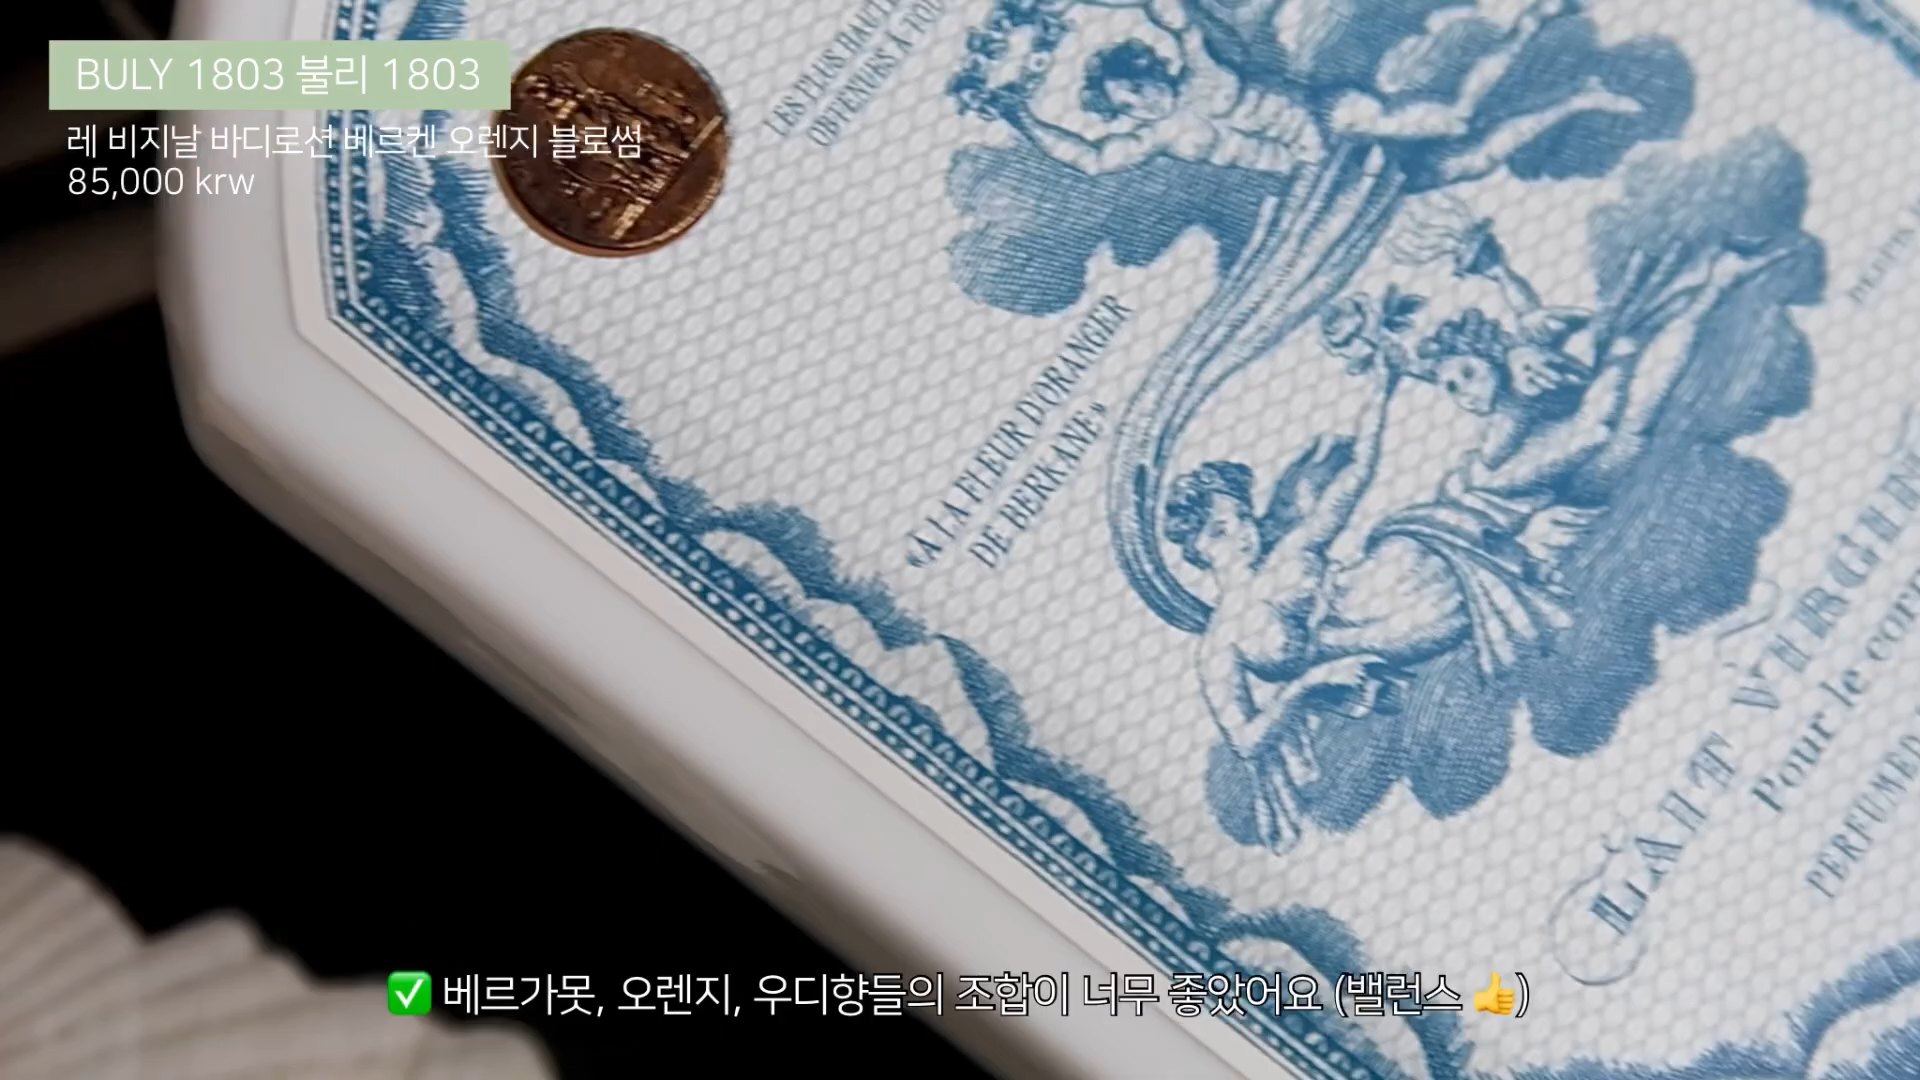 BULY 1803 불리 1803
레 비지날 바디로션 베르켄 오렌지 블로썸
85,000 krw
LES PLUS HAUT
OBTENUES À TOU
«À LA FLEUR D'ORANGER
DE BERKANE»
LAIT VIRGIN
Pour le corp
PERFUMED
✅ 베르가못, 오렌지, 우디향들의 조합이 너무 좋았어요 (밸런스 👍)